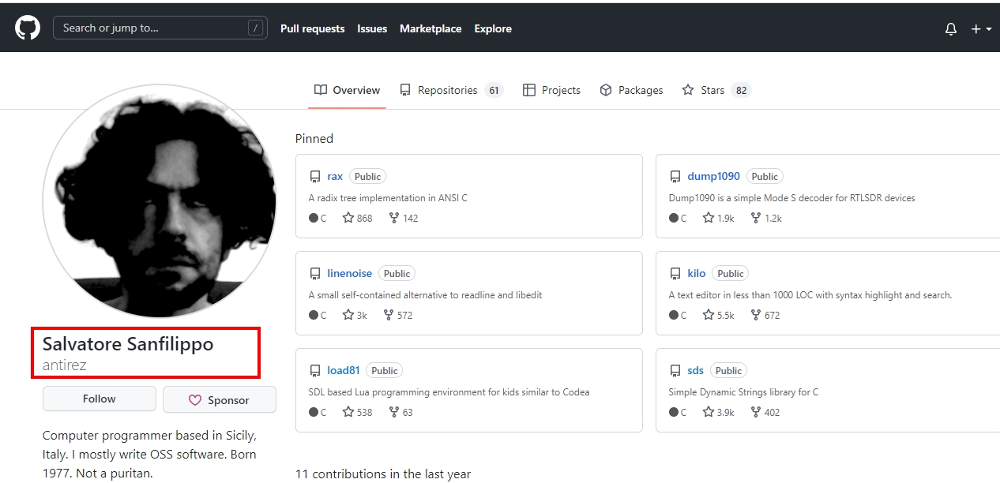 Search or jump to... /
Pull requests Issues Marketplace Explore
Overview Repositories 61 Projects Packages Stars 82
Salvatore Sanfilippo
antirez
Follow Sponsor
Computer programmer based in Sicily,
Italy. I mostly write OSS software. Born
1977. Not a puritan.
Pinned
rax Public
A radix tree implementation in ANSI C
C 868 142
dump1090 Public
Dump1090 is a simple Mode S decoder for RTLSDR devices
C 1.9k 1.2k
linenoise Public
A small self-contained alternative to readline and libedit
C 3k 572
kilo Public
A text editor in less than 1000 LOC with syntax highlight and search.
C 5.5k 672
load81 Public
SDL based Lua programming environment for kids similar to Codea
C 538 63
sds Public
Simple Dynamic Strings library for C
C 3.9k 402
11 contributions in the last year